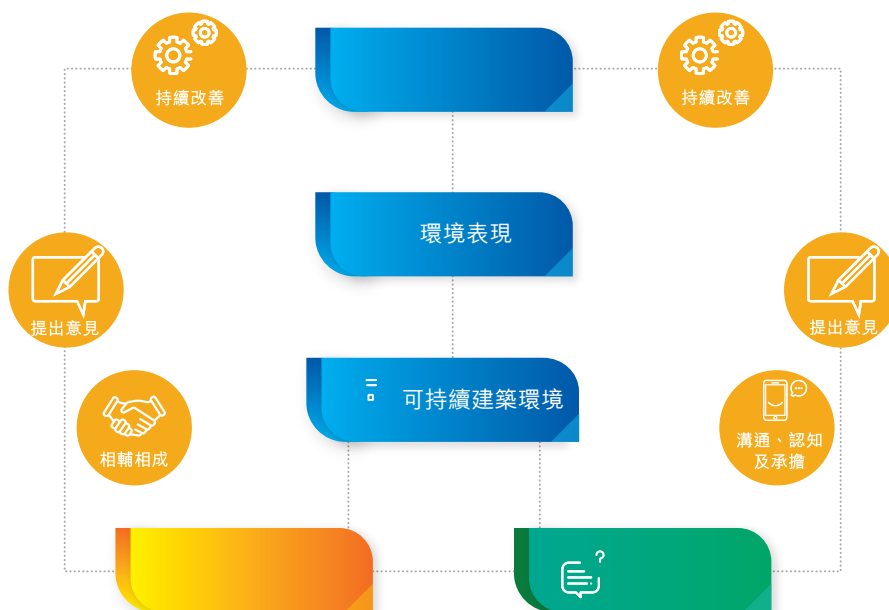 持續改善
持續改善
環境表現
提出意見
提出意見
可持續建築環境
相輔相成
溝通、認知
及承擔
?